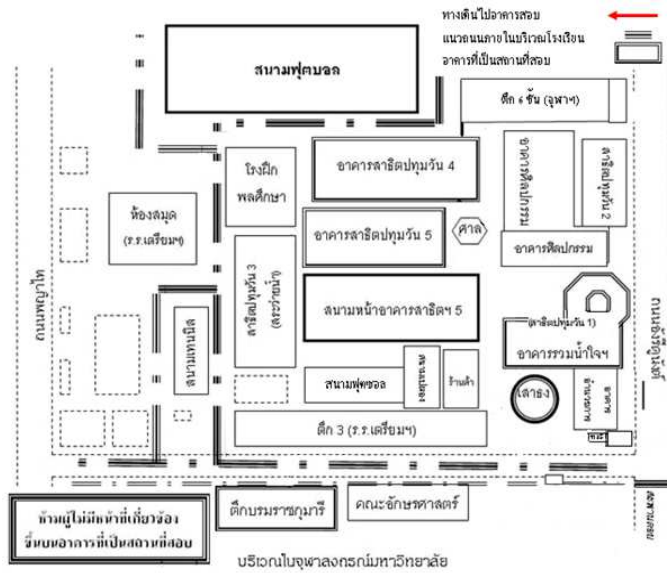 ทางเดินไปอาคารสอบ
แนวถนนภายในบริเวณโรงเรียน
อาคารที่เป็นสถานที่สอบ
สนามฟุตบอล
ตึก ๖ ชั้น (จุฬาฯ)
โรงฝึก
พลศึกษา
อาคารสาธิตปทุมวัน 4
อาคารศิลปกรรม
สาธิตปทุมวัน 2
ห้องสมุด
(ร.ร.เตรียมฯ)
อาคารสาธิตปทุมวัน 5
ศาล
อาคารศิลปกรรม
สาธิตปทุมวัน 3
(สระว่ายน้ำ)
ถนนพญาไท
สนามหน้าอาคารสาธิตฯ 5
(สาธิตปทุมวัน 1)
อาคารรวมน้ำใจฯ
สนามเทนนิส
สนามฟุตซอล
ร้านค้า
เสาธง
ตึก 3 (ร.ร.เตรียมฯ)
ห้ามผู้ไม่มีหน้าที่เกี่ยวข้อง
ขึ้นบนอาคารที่เป็นสถานที่สอบ
ตึกบรมราชกุมารี
คณะอักษรศาสตร์
บริเวณในจุฬาลงกรณ์มหาวิทยาลัย